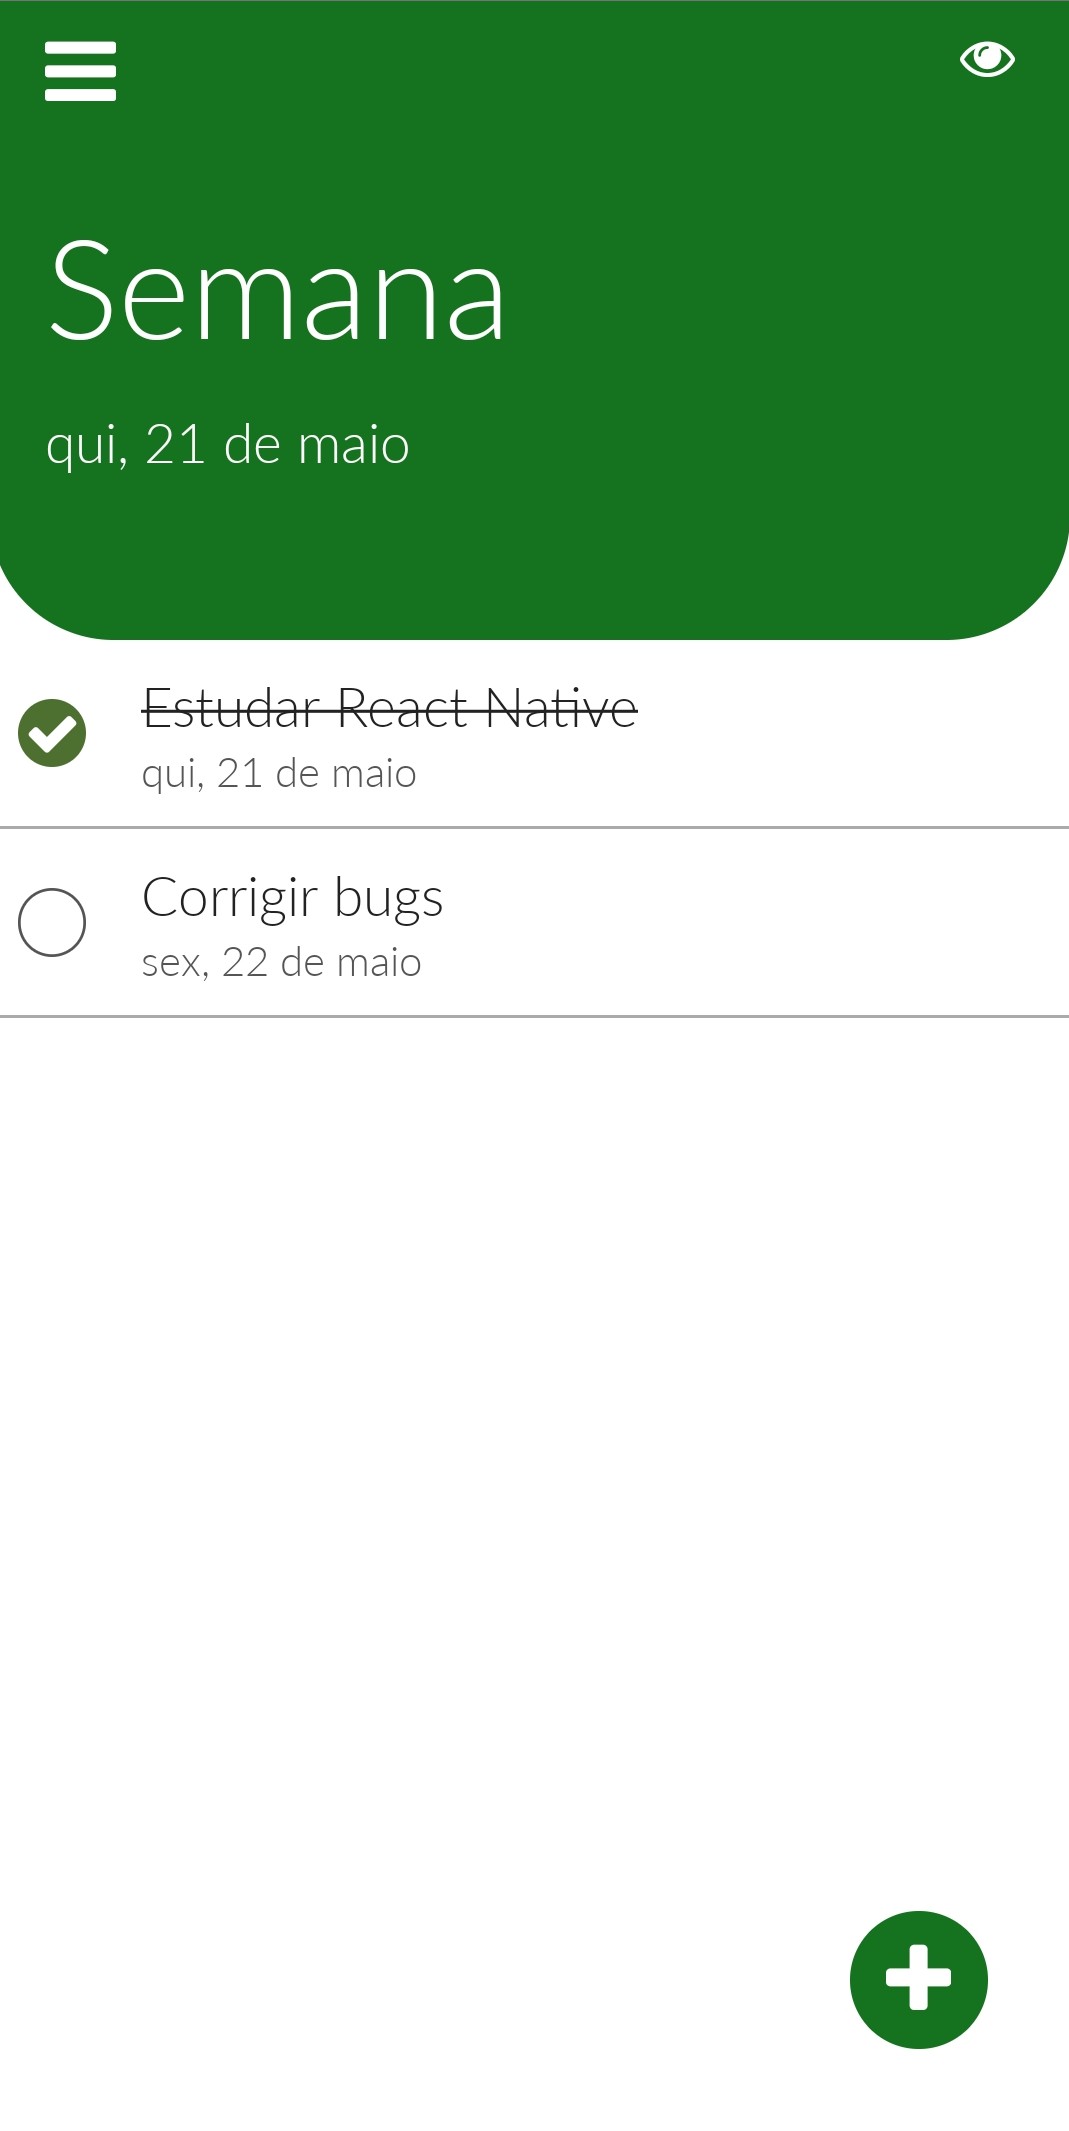 Semana
qui, 21 de maio
Estudar React Native
qui, 21 de maio
Corrigir bugs
sex, 22 de maio